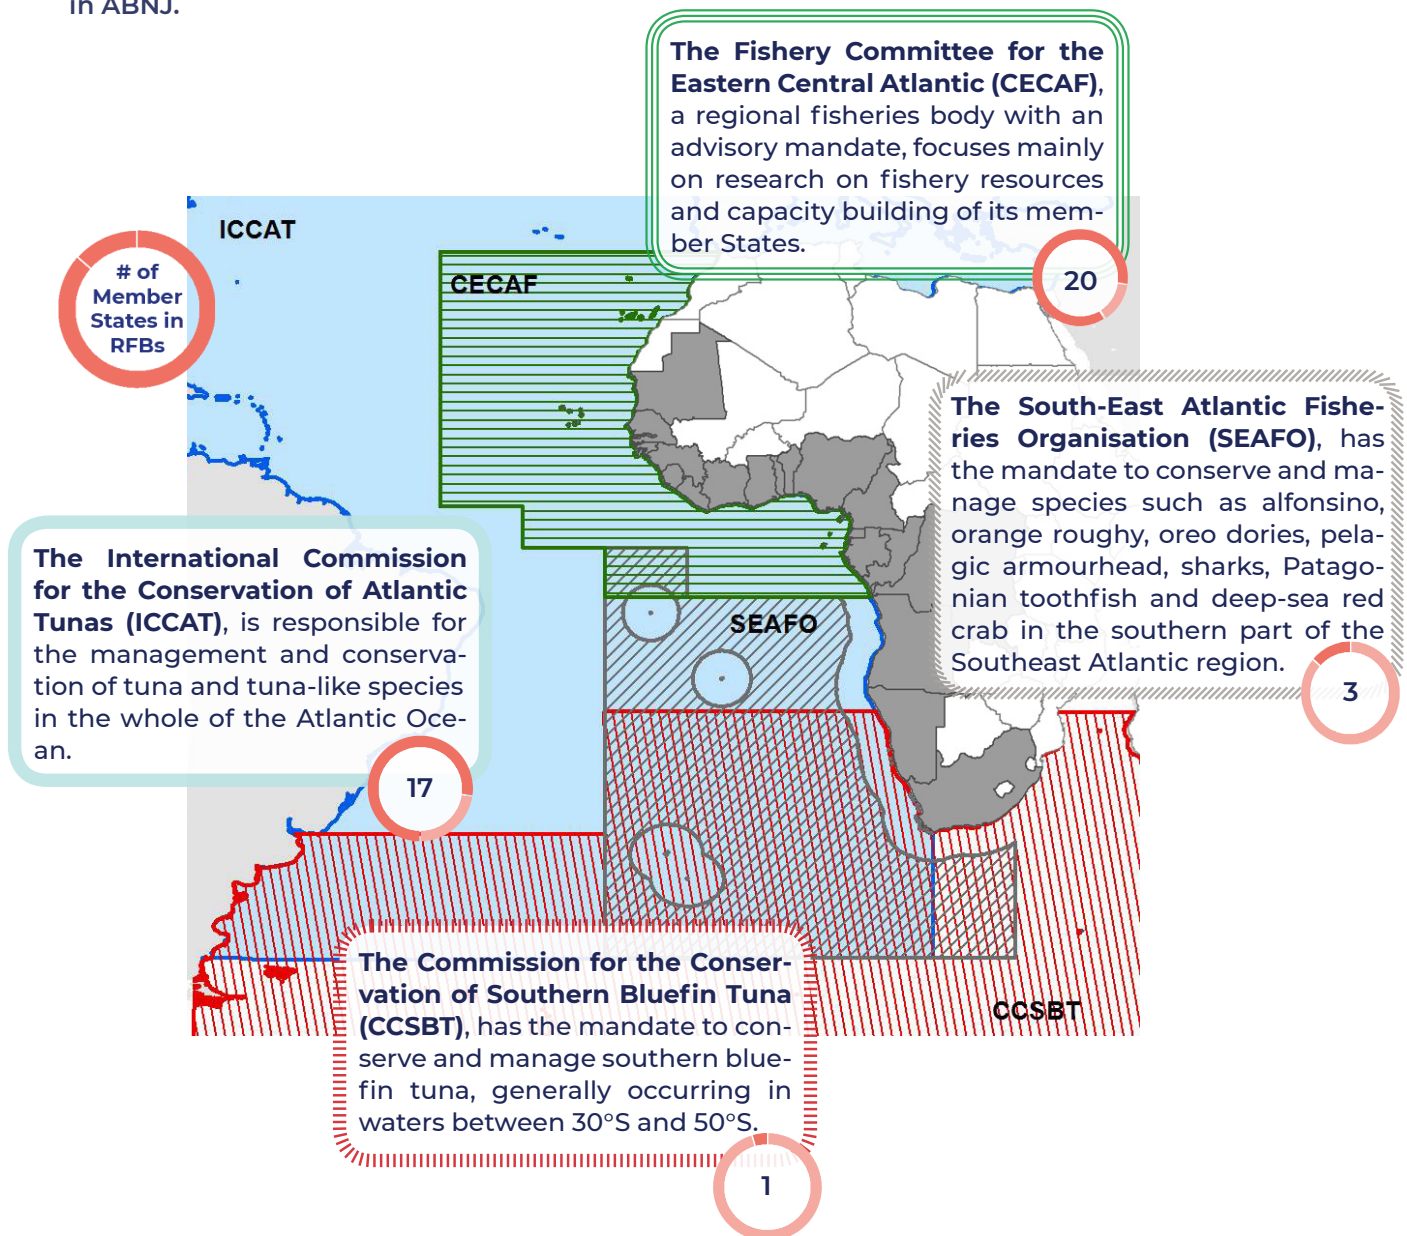 in ABNJ.
The Fishery Committee for the
Eastern Central Atlantic (CECAF),
a regional fisheries body with an
advisory mandate, focuses mainly
on research on fishery resources
and capacity building of its mem-
ber States.
20
ICCAT
# of
Member
States in
RFBs
CECAF
The South-East Atlantic Fishe-
ries Organisation (SEAFO), has
the mandate to conserve and ma-
nage species such as alfonsino,
orange roughy, oreo dories, pela-
gic armourhead, sharks, Patago-
nian toothfish and deep-sea red
crab in the southern part of the
Southeast Atlantic region.
3
The International Commission
for the Conservation of Atlantic
Tunas (ICCAT), is responsible for
the management and conserva-
tion of tuna and tuna-like species
in the whole of the Atlantic Oce-
an.
17
SEAFO
The Commission for the Conser-
vation of Southern Bluefin Tuna
(CCSBT), has the mandate to con-
serve and manage southern blue-
fin tuna, generally occurring in
waters between 30°S and 50°S.
1
CCSBT